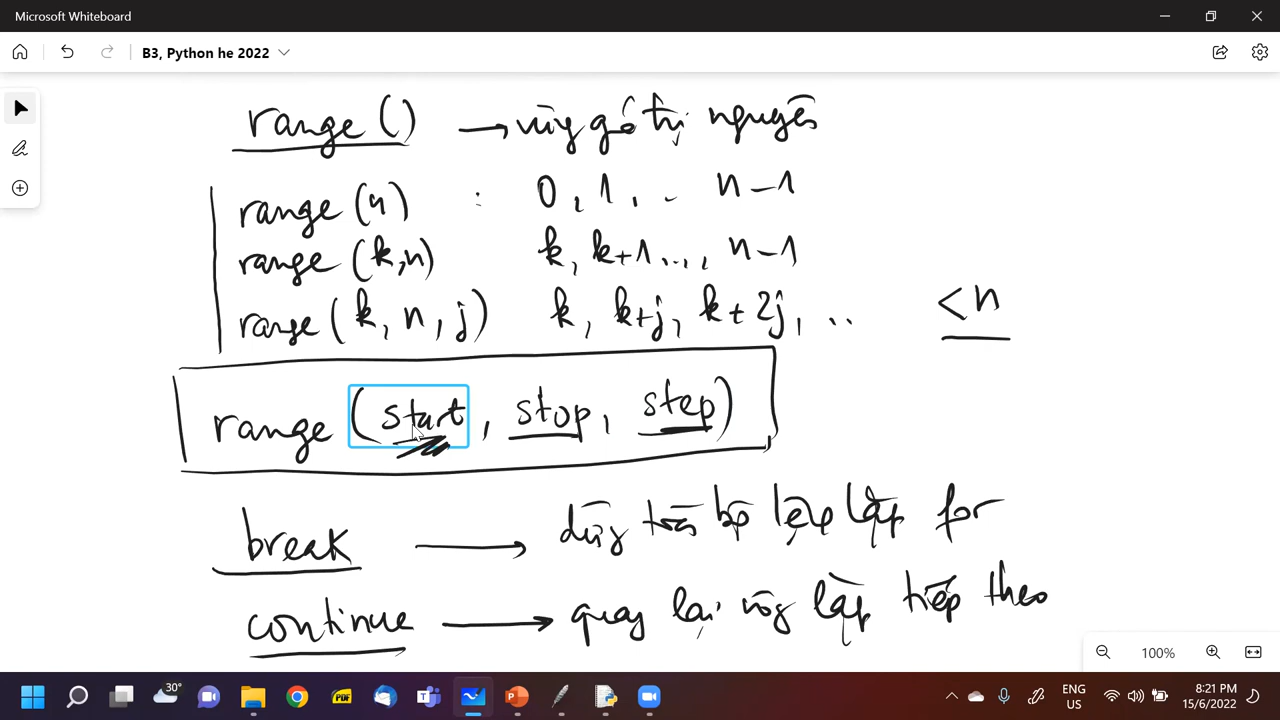 Microsoft Whiteboard
B3, Python he 2022
range () → vùng giá trị nguyên
range (n) : 0, 1, .. n-1
range (k,n) k, k+1..., n-1
range (k, n, j) k, k+j, k+2j, .. <n
range (start, stop, step)
break → dừng toàn bộ lệnh lặp for
continue → quay lại vòng lặp tiếp theo
100%
30°
PDF
ENG
US
8:21 PM
15/6/2022